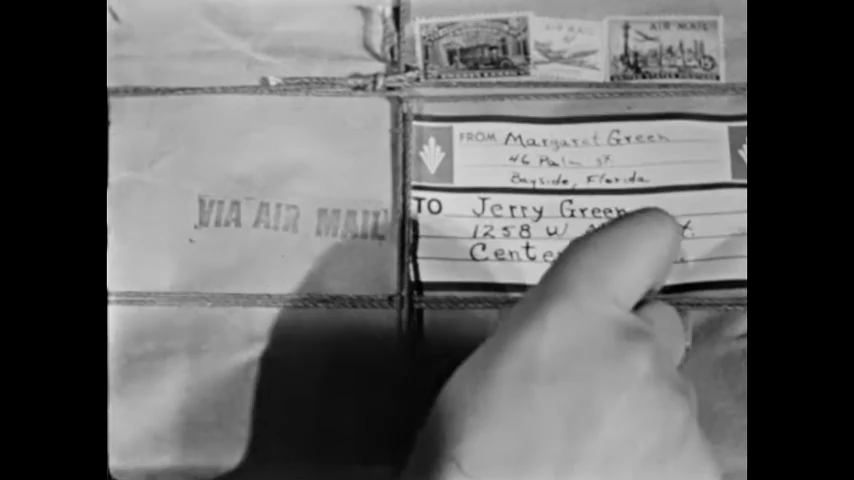 AIR MAIL
AIR MAIL
FROM Margaret Green
46 Palm St.
Bayside, Florida
VIA AIR MAIL
TO Jerry Green
1258 W